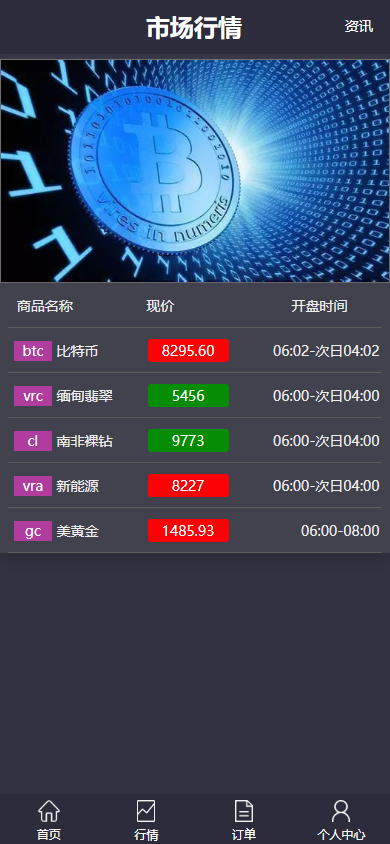 市场行情 资讯
vires in numeris
商品名称 现价 开盘时间
btc 比特币 8295.60 06:02-次日04:02
vrc 缅甸翡翠 5456 06:00-次日04:00
cl 南非裸钻 9773 06:00-次日04:00
vra 新能源 8227 06:00-次日04:00
gc 美黄金 1485.93 06:00-08:00
首页 行情 订单 个人中心